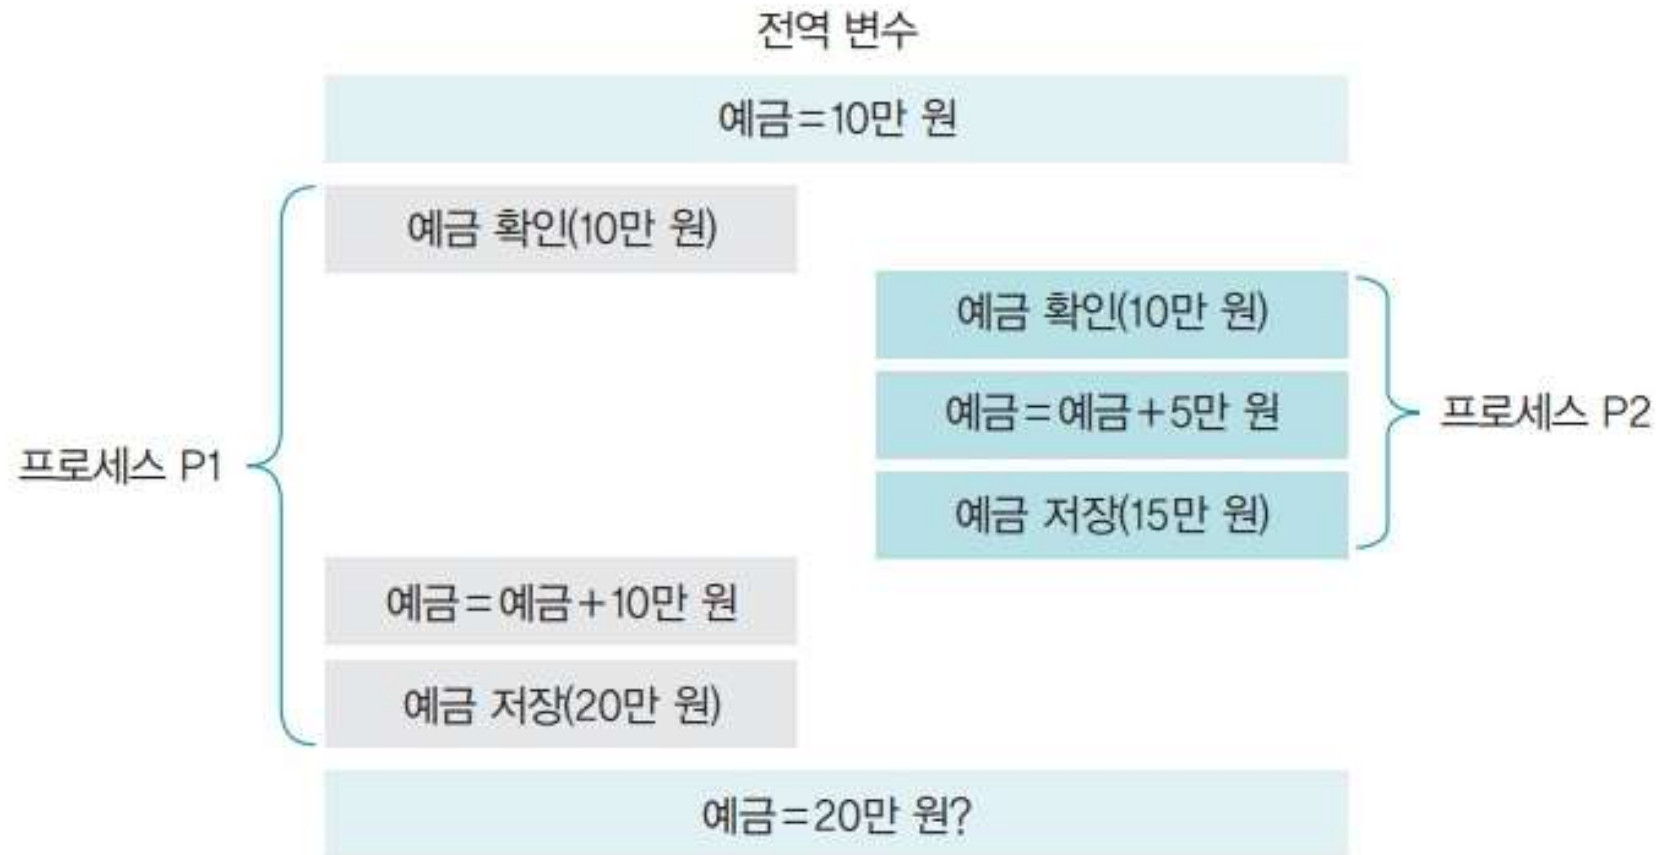 전역 변수
예금=10만 원
예금 확인(10만 원)
예금 확인(10만 원)
예금=예금+5만 원
프로세스 P2
예금 저장(15만 원)
프로세스 P1
예금=예금+10만 원
예금 저장(20만 원)
예금=20만 원?